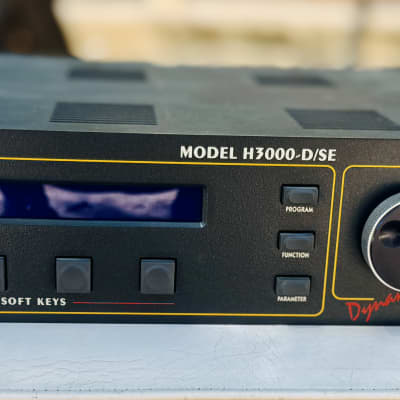 MODEL H3000-D/SE
PROGRAM
FUNCTION
PARAMETER
SOFT KEYS